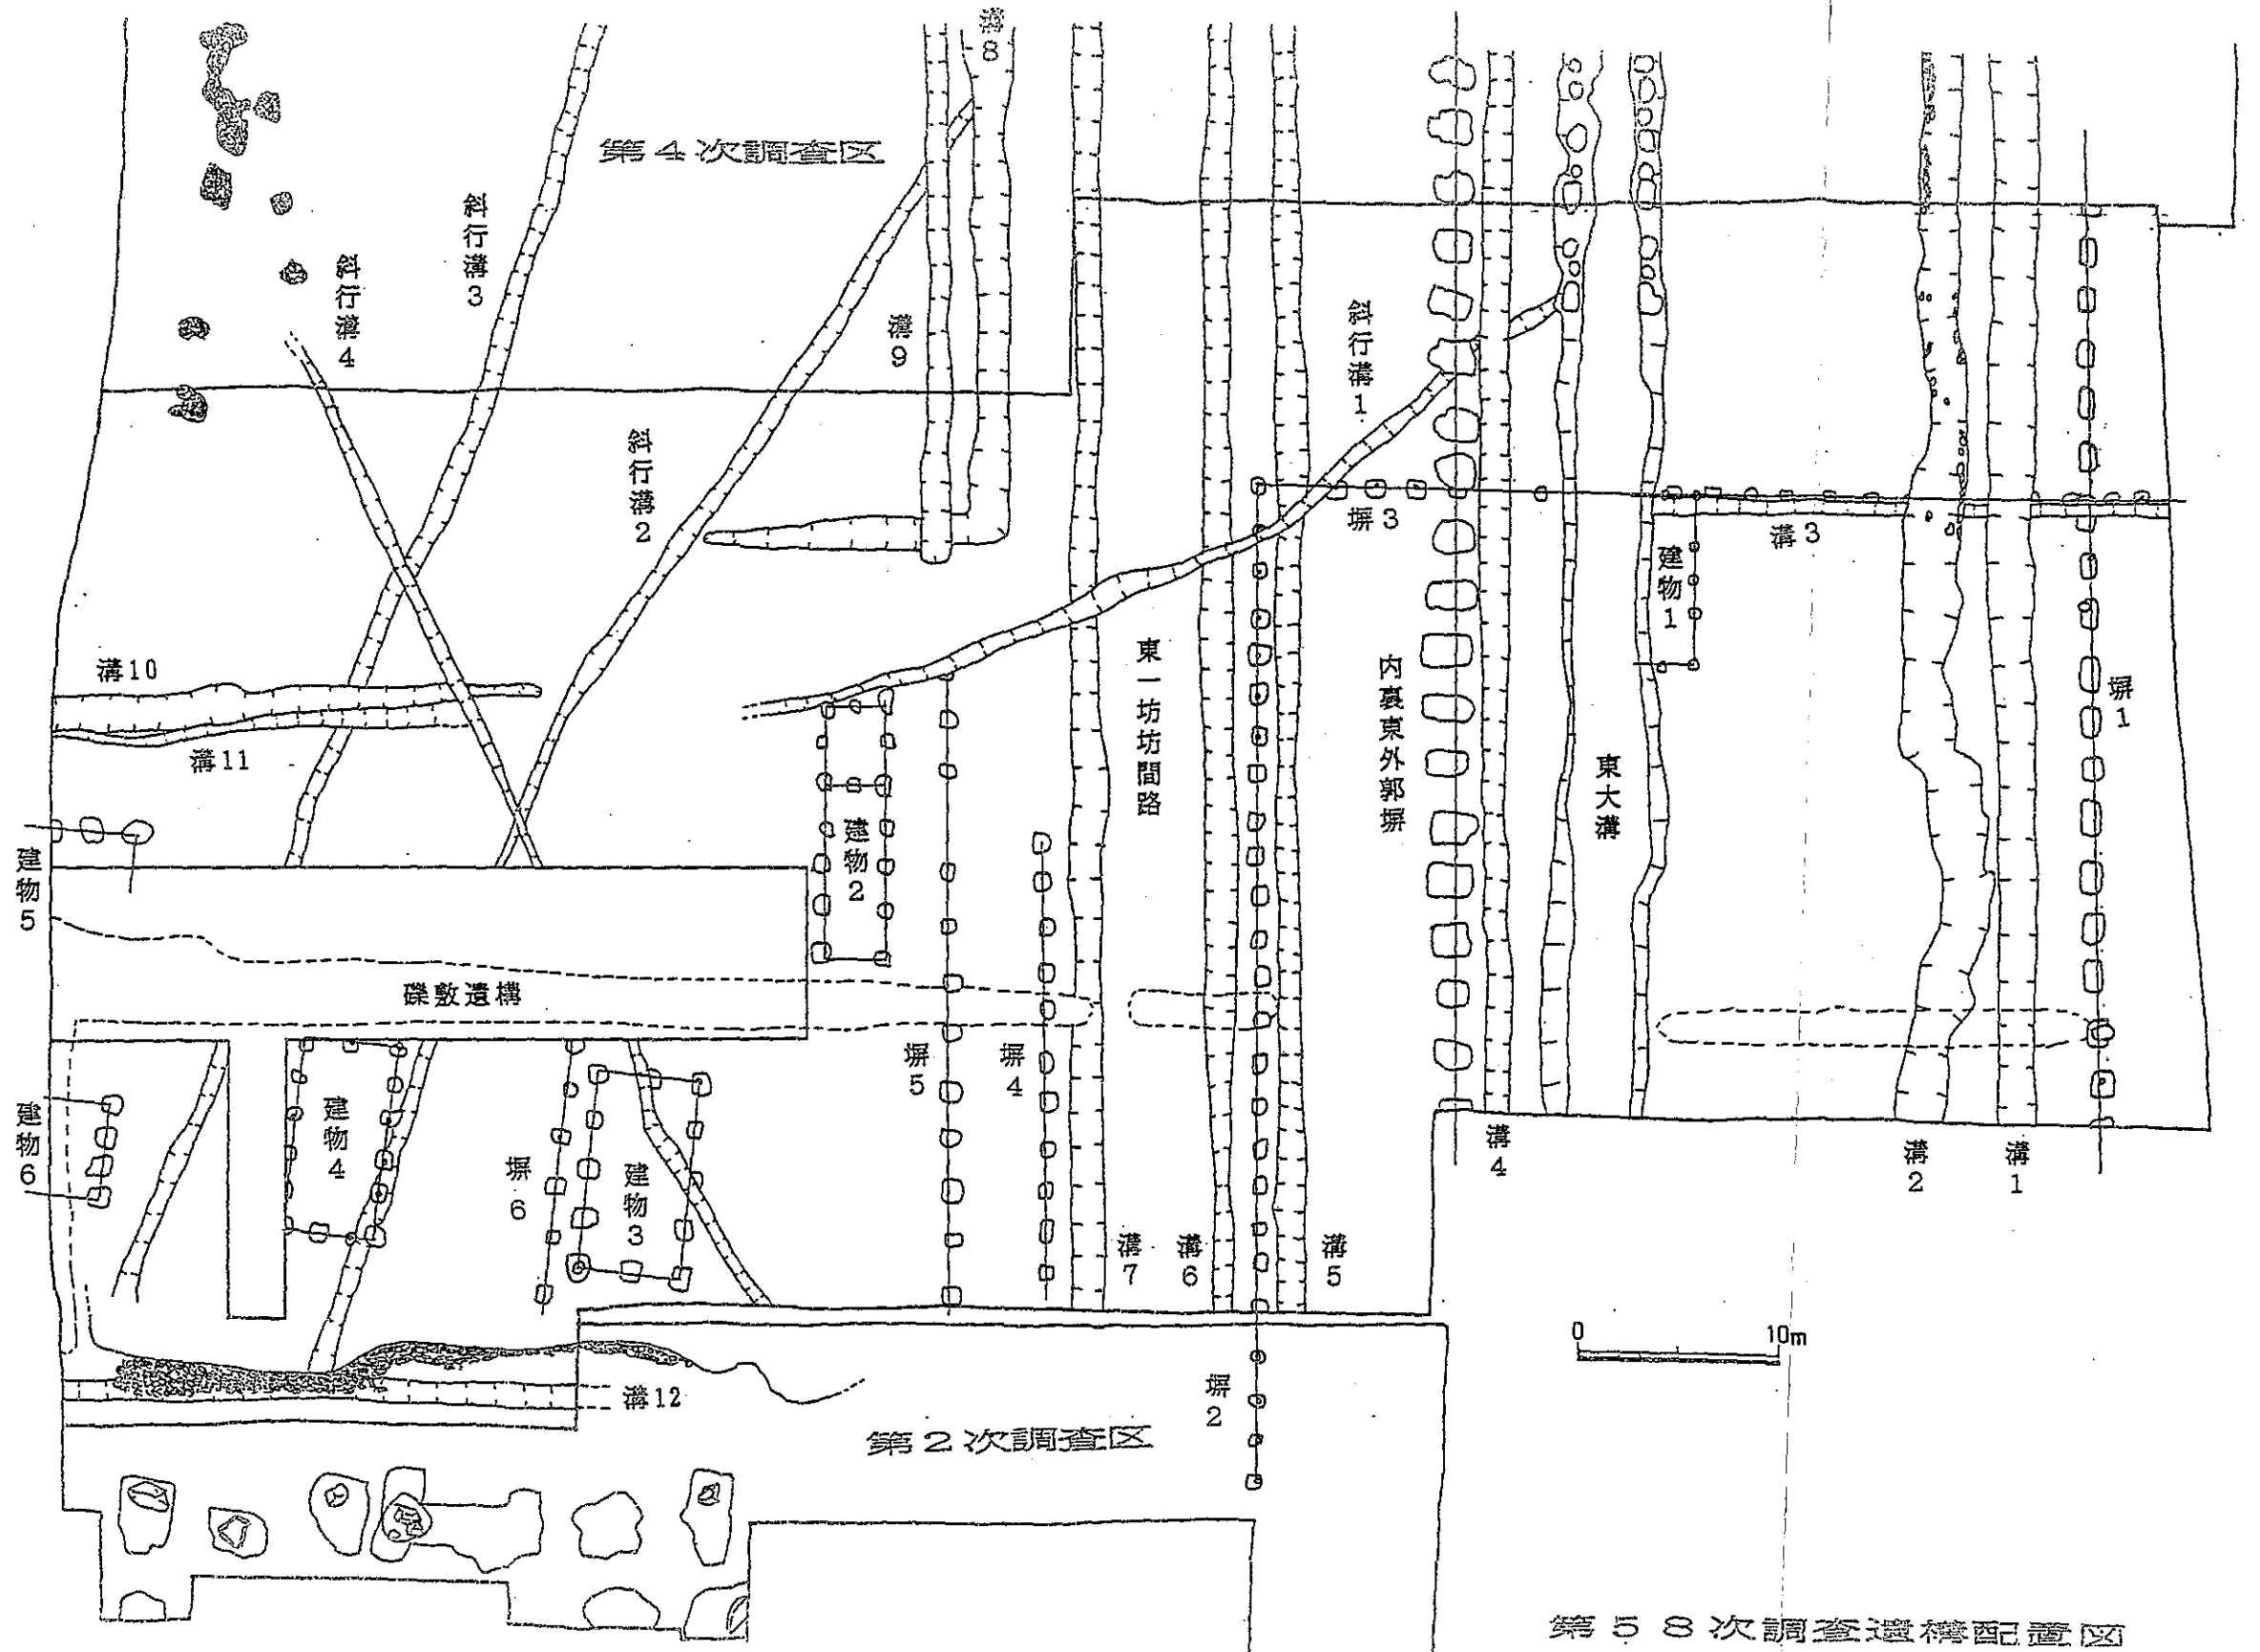 溝8
第4次調査区
斜行溝3
斜行溝4
溝9
斜行溝1
斜行溝2
塀3
溝3
建物1
溝10
溝11
東一坊坊間路
内裏東外郭塀
東大溝
塀1
建物2
建物5
礫敷遺構
塀5
塀4
建物6
建物4
塀6
建物3
溝7
溝6
溝5
溝4
溝2
溝1
0 10m
溝12
塀2
第2次調査区
第58次調査遺構配置図